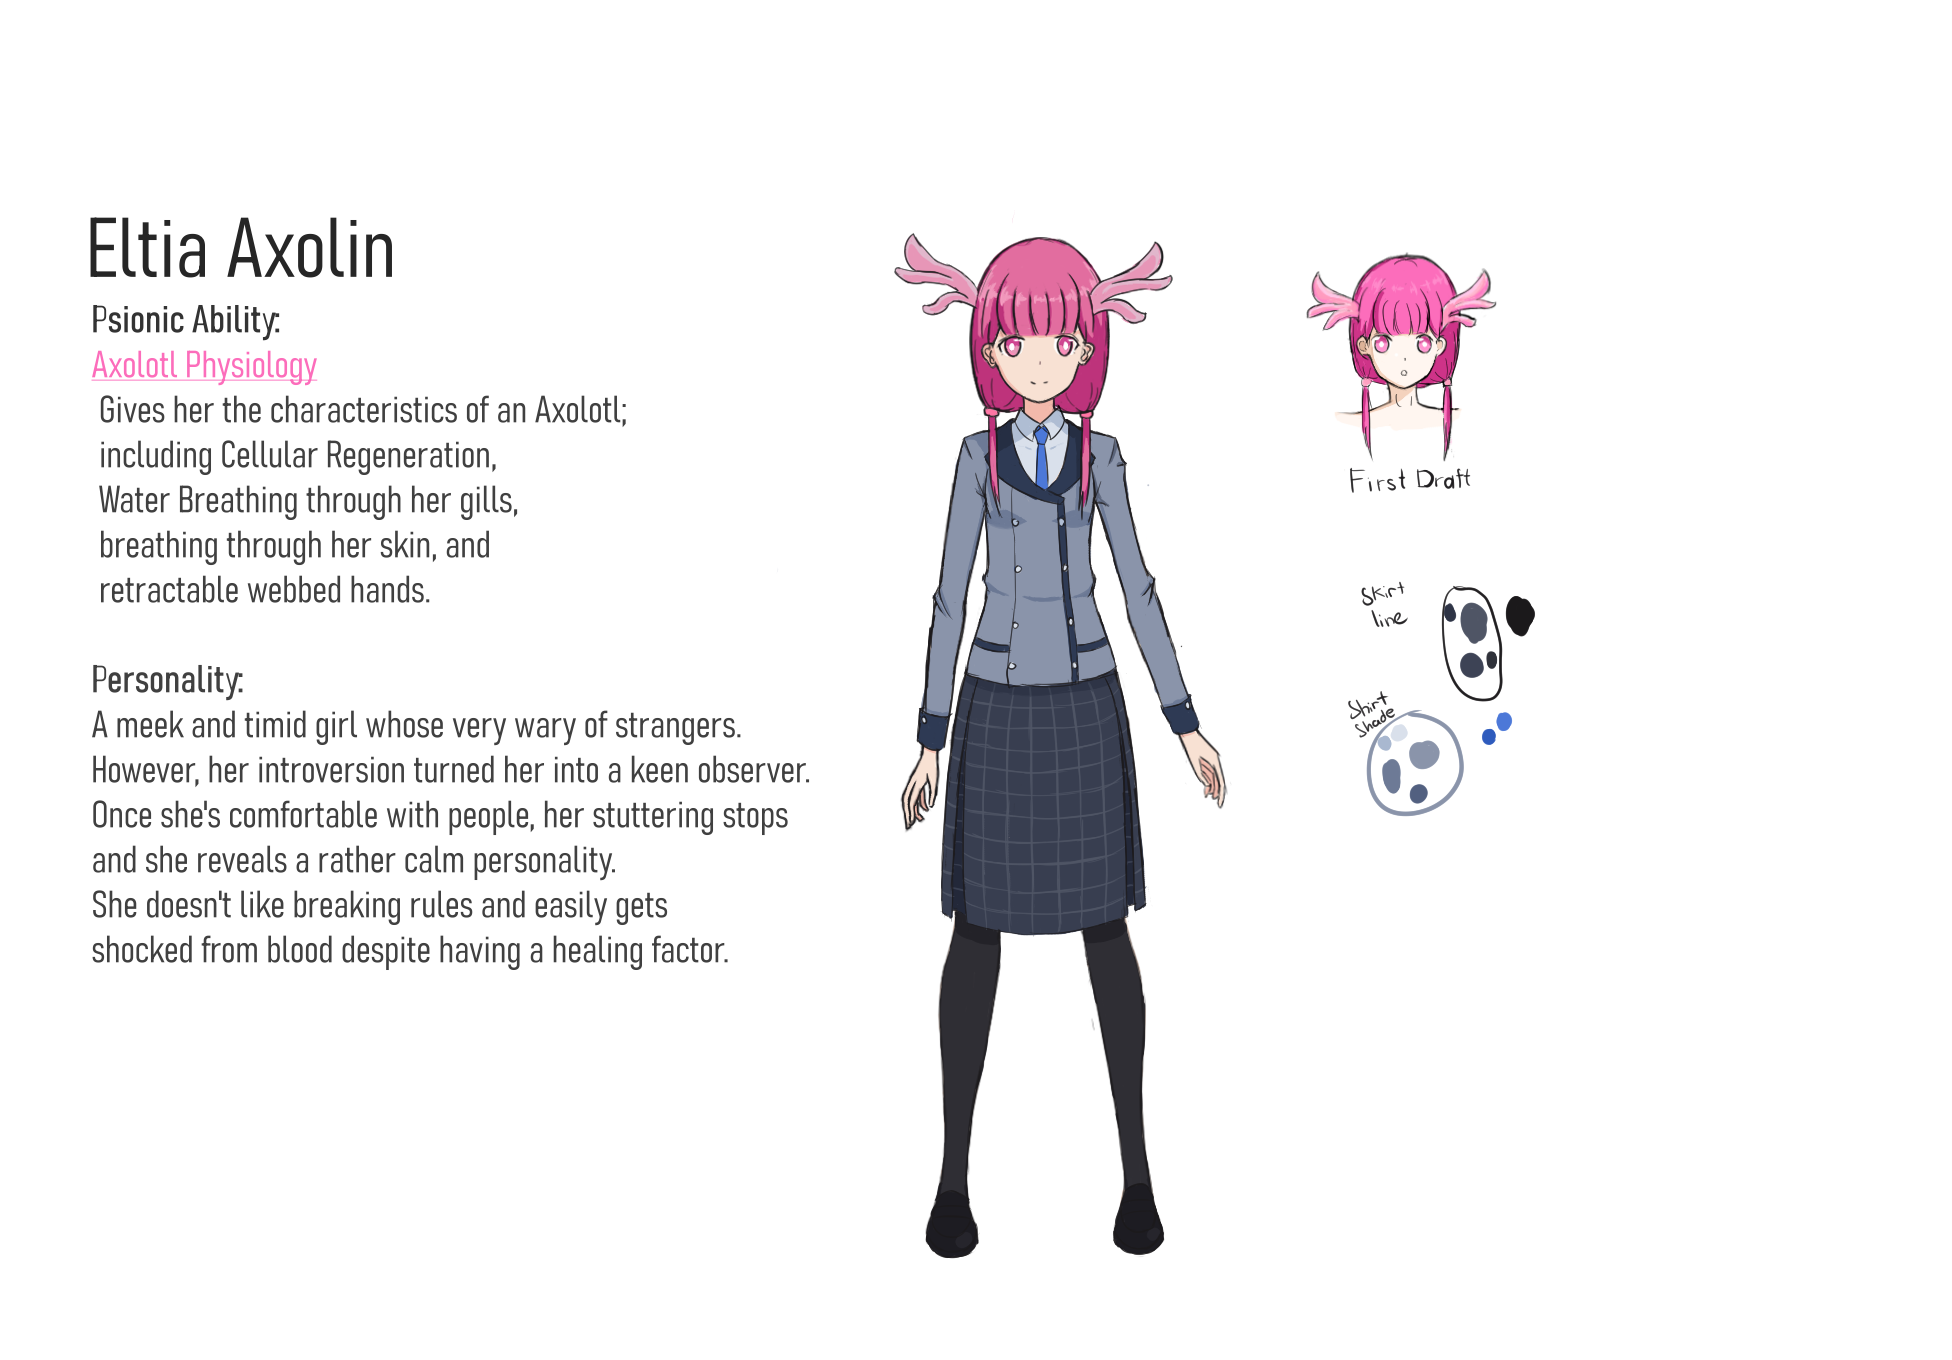 Eltia Axolin
Psionic Ability:
Axolotl Physiology
Gives her the characteristics of an Axolotl;
including Cellular Regeneration,
Water Breathing through her gills,
breathing through her skin, and
retractable webbed hands.
Personality:
A meek and timid girl whose very wary of strangers.
However, her introversion turned her into a keen observer.
Once she's comfortable with people, her stuttering stops
and she reveals a rather calm personality.
She doesn't like breaking rules and easily gets
shocked from blood despite having a healing factor.
First Draft
Skirt
line
Shirt
shade